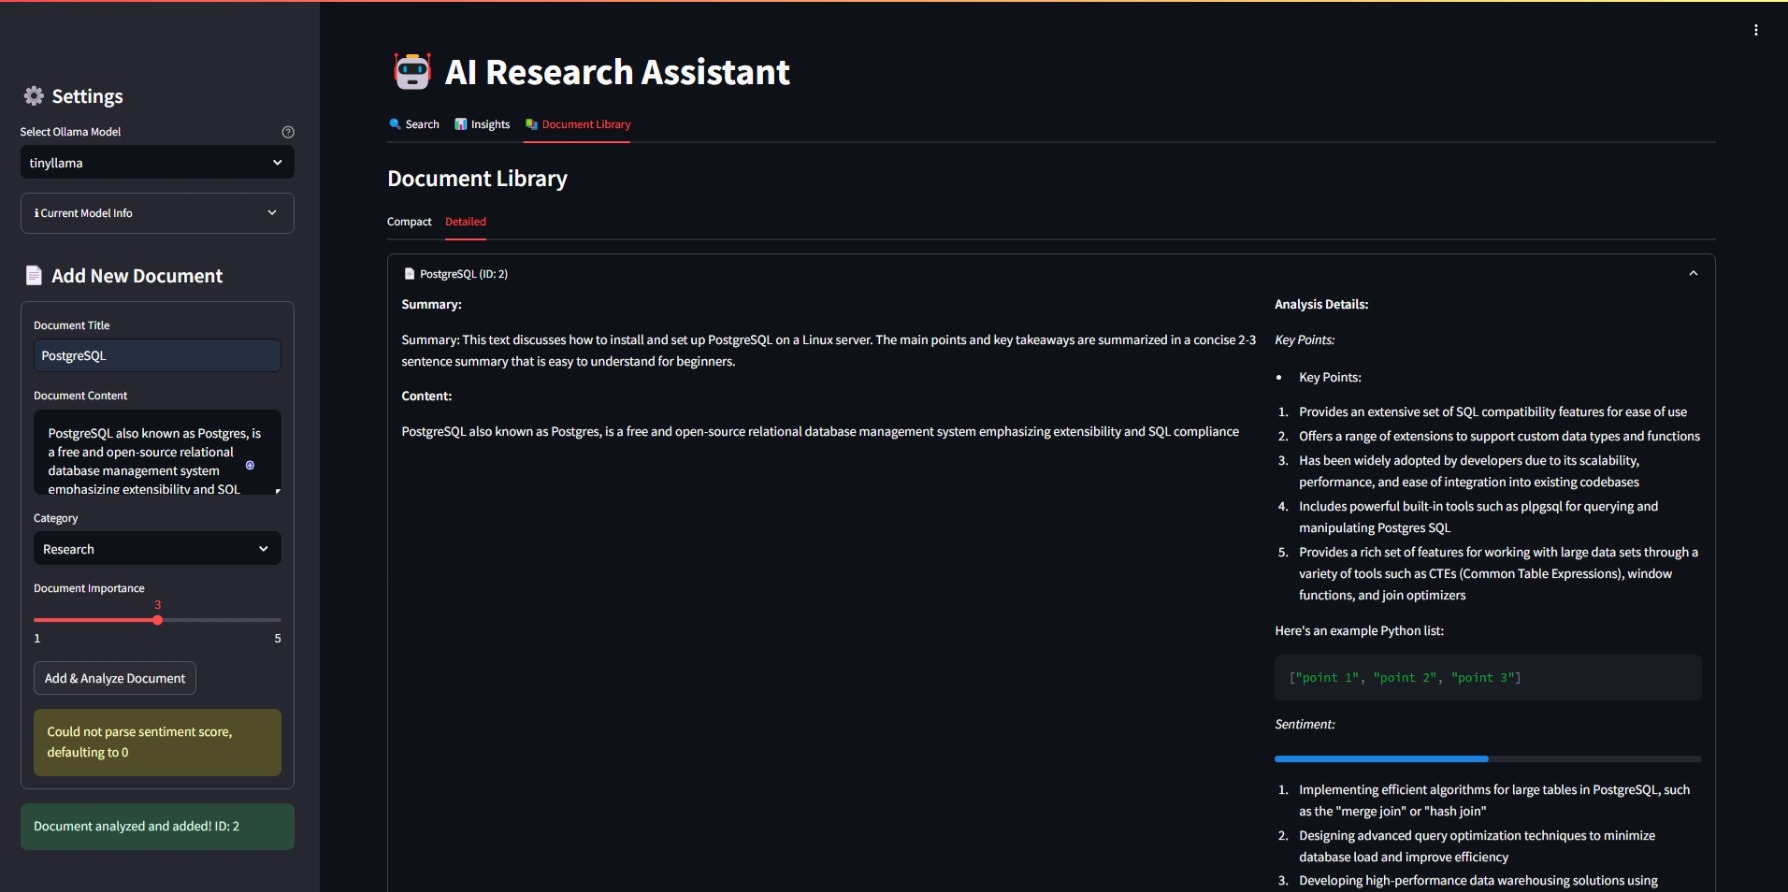 Settings
Select Ollama Model
tinyllama
Current Model Info
Add New Document
Document Title
PostgreSQL
Document Content
PostgreSQL also known as Postgres, is
a free and open-source relational
database management system
emphasizing extensibility and SQL
Category
Research
Document Importance
3
1 5
Add & Analyze Document
Could not parse sentiment score,
defaulting to 0
Document analyzed and added! ID: 2
AI Research Assistant
Search Insights Document Library
Document Library
Compact Detailed
PostgreSQL (ID: 2)
Summary:
Summary: This text discusses how to install and set up PostgreSQL on a Linux server. The main points and key takeaways are summarized in a concise 2-3
sentence summary that is easy to understand for beginners.
Content:
PostgreSQL also known as Postgres, is a free and open-source relational database management system emphasizing extensibility and SQL compliance
Analysis Details:
Key Points:
• Key Points:
1. Provides an extensive set of SQL compatibility features for ease of use
2. Offers a range of extensions to support custom data types and functions
3. Has been widely adopted by developers due to its scalability,
performance, and ease of integration into existing codebases
4. Includes powerful built-in tools such as plpgsql for querying and
manipulating Postgres SQL
5. Provides a rich set of features for working with large data sets through a
variety of tools such as CTEs (Common Table Expressions), window
functions, and join optimizers
Here's an example Python list:
["point 1", "point 2", "point 3"]
Sentiment:
1. Implementing efficient algorithms for large tables in PostgreSQL, such
as the "merge join" or "hash join"
2. Designing advanced query optimization techniques to minimize
database load and improve efficiency
3. Developing high-performance data warehousing solutions using